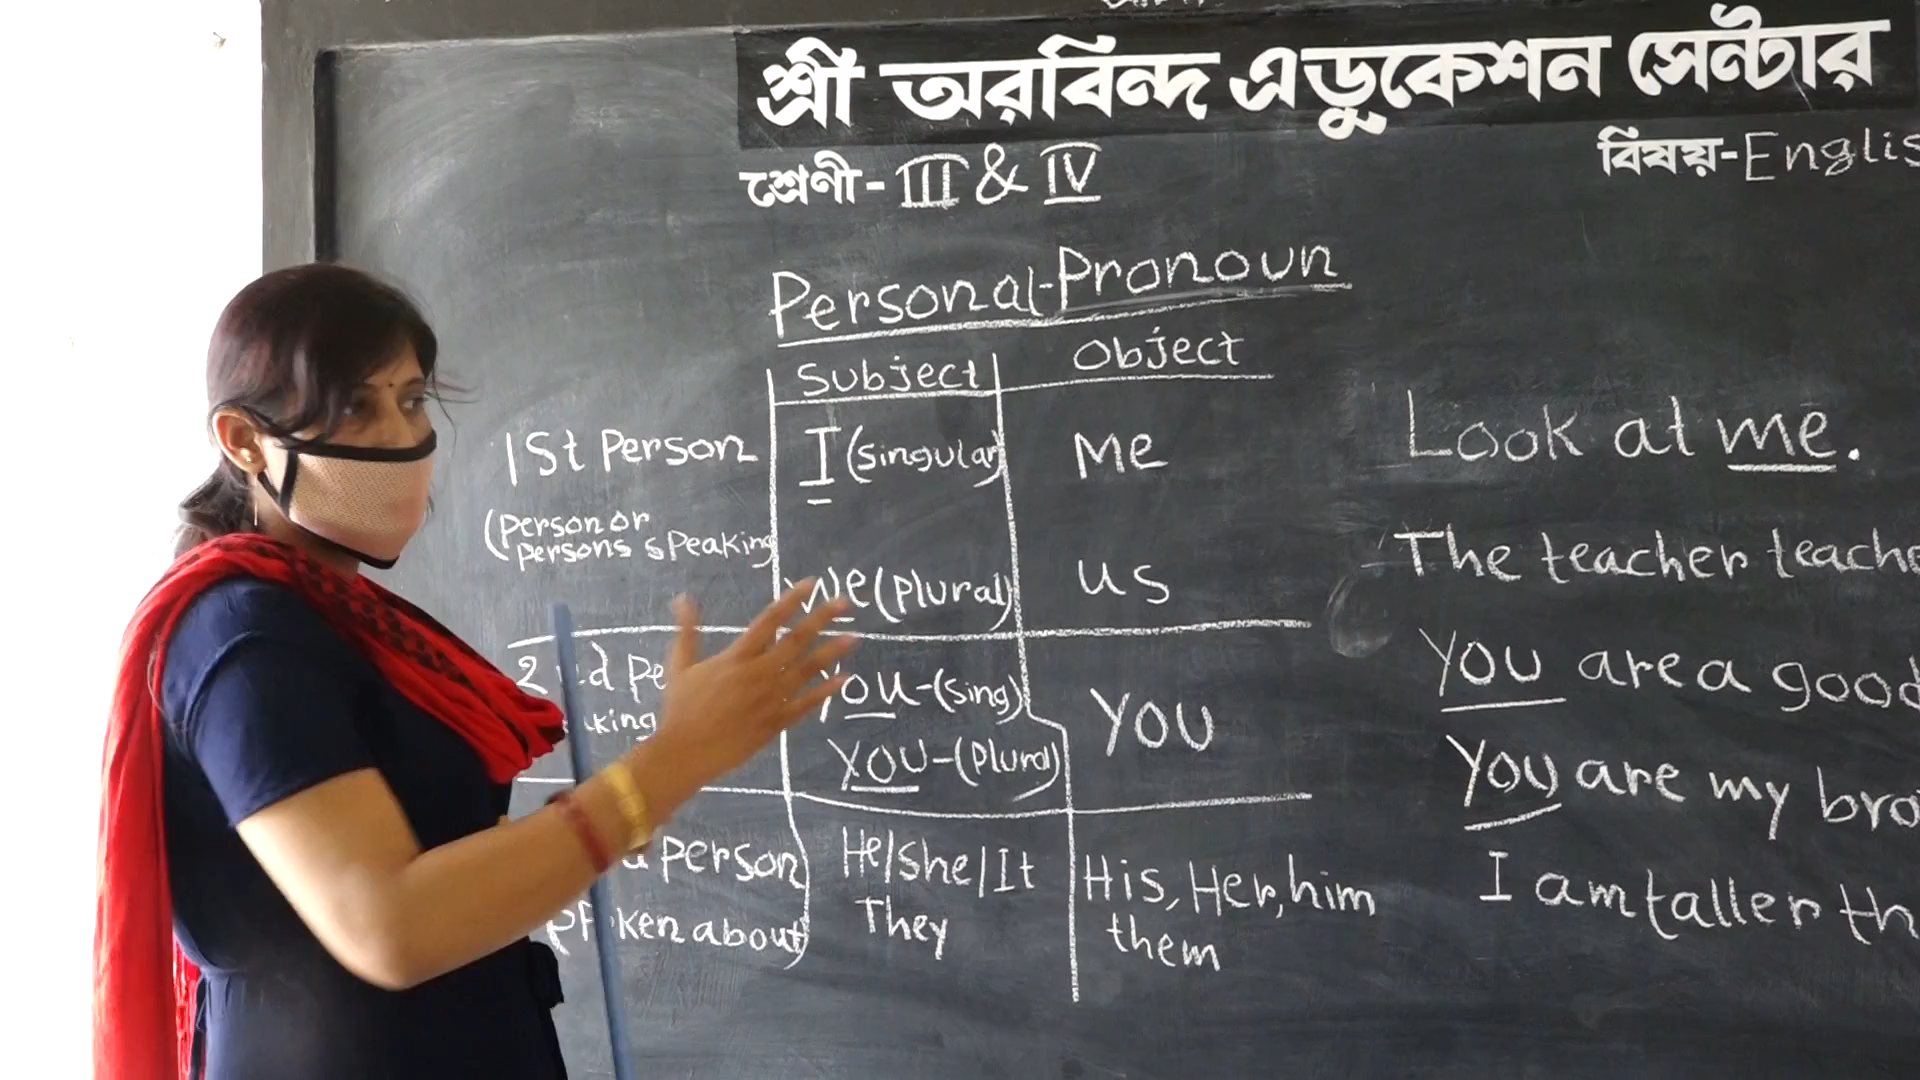 শ্রী অরবিন্দ এডুকেশন সেন্টার
শ্রেণী- III & IV
বিষয়-Englis
Personal-Pronoun
Subject Object
1St Person I (singular) Me
(Person or
Persons speaking
We (Plural) us
2nd You-(Sing) You
You-(Plural)
Person He/She/It His, Her, him
about) They them
Look at me.
The teacher teache
You are a good
You are my bro
I am taller th